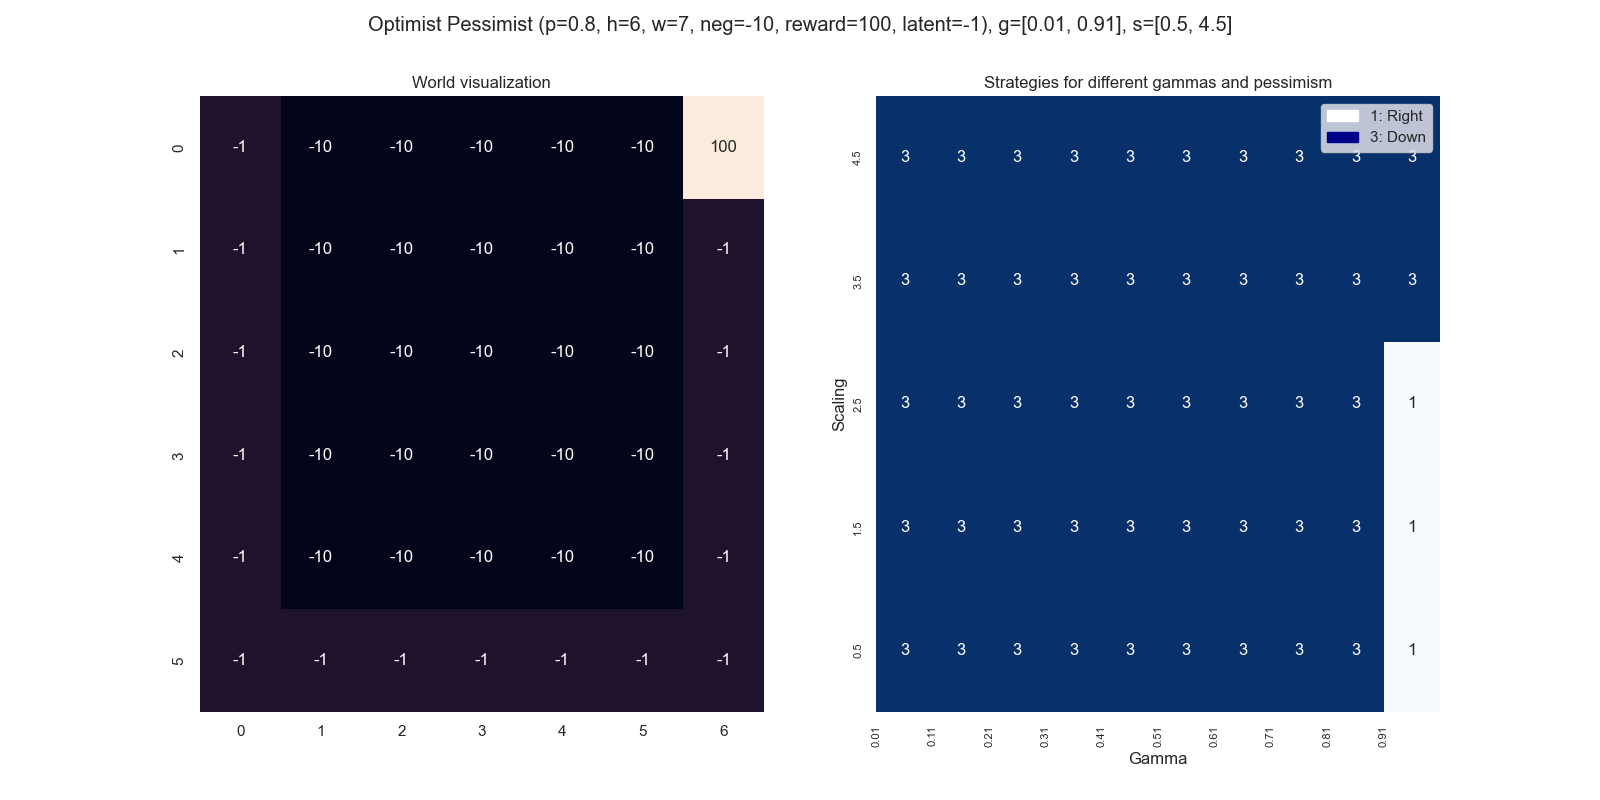 Optimist Pessimist (p=0.8, h=6, w=7, neg=-10, reward=100, latent=-1), g=[0.01, 0.91], s=[0.5, 4.5]
World visualization
0 -1 -10 -10 -10 -10 -10 100
1 -1 -10 -10 -10 -10 -10 -1
2 -1 -10 -10 -10 -10 -10 -1
3 -1 -10 -10 -10 -10 -10 -1
4 -1 -10 -10 -10 -10 -10 -1
5 -1 -1 -1 -1 -1 -1 -1
0 1 2 3 4 5 6
Strategies for different gammas and pessimism
1: Right
3: Down
Scaling
4.5 3 3 3 3 3 3 3 3 3 3
3.5 3 3 3 3 3 3 3 3 3 3
2.5 3 3 3 3 3 3 3 3 3 1
1.5 3 3 3 3 3 3 3 3 3 1
0.5 3 3 3 3 3 3 3 3 3 1
0.01 0.11 0.21 0.31 0.41 0.51 0.61 0.71 0.81 0.91
Gamma